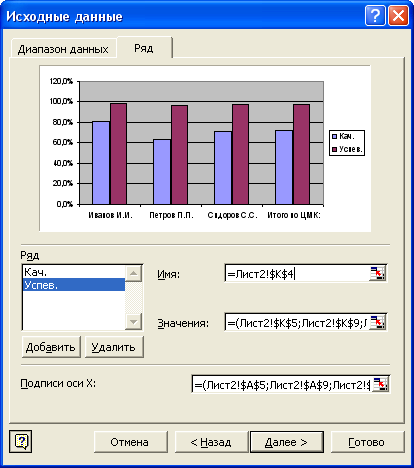 Исходные данные
Диапазон данных Ряд
120,0%
100,0%
80,0%
60,0%
40,0%
20,0%
0,0%
Иванов И.И. Петров П.П. Сидоров С.С. Итого по ЦМК:
Кач.
Успев.
Ряд
Кач.
Успев.
Имя: =Лист2!$K$4
Значения: =(Лист2!$K$5;Лист2!$K$9;Л
Добавить Удалить
Подписи оси X: =(Лист2!$A$5;Лист2!$A$9;Лист2!$
Отмена < Назад Далее > Готово